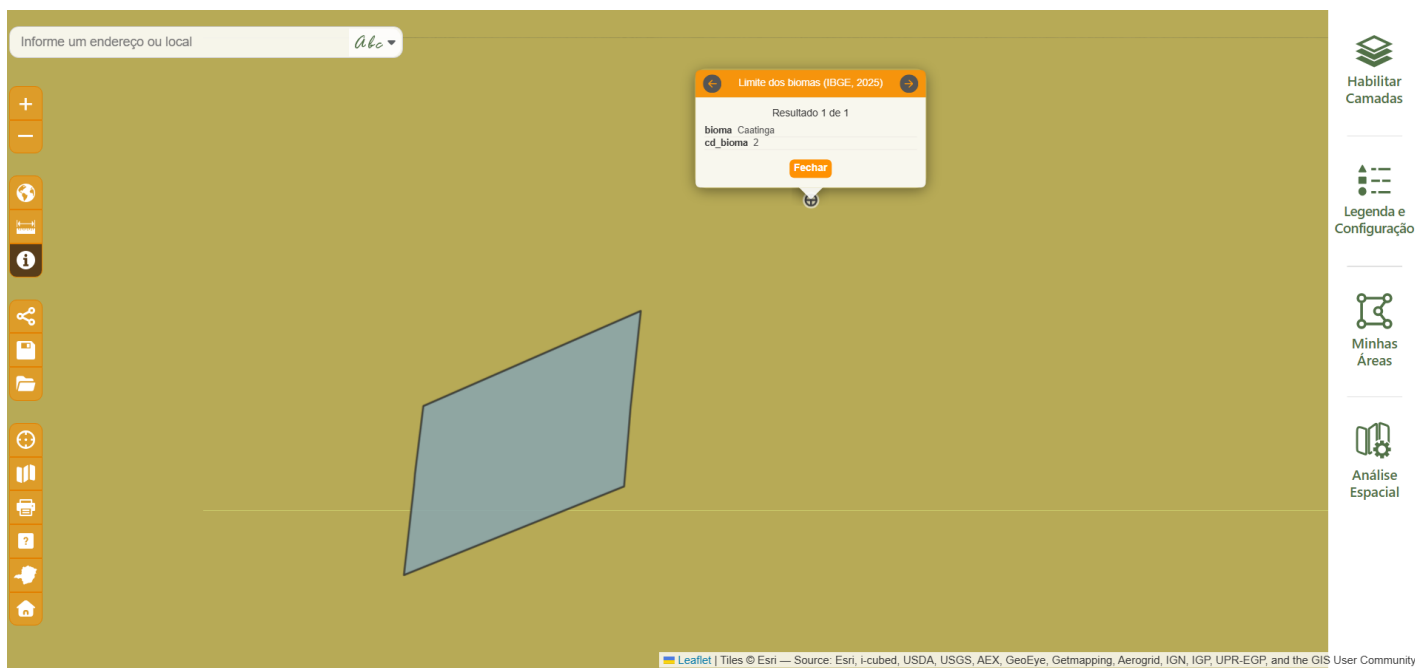 Informe um endereço ou local
Abc
Limite dos biomas (IBGE, 2025)
Resultado 1 de 1
bioma Caatinga
cd_bioma 2
Fechar
Habilitar
Camadas
Legenda e
Configuração
Minhas
Áreas
Análise
Espacial
+
−
i
?
Leaflet | Tiles © Esri — Source: Esri, i-cubed, USDA, USGS, AEX, GeoEye, Getmapping, Aerogrid, IGN, IGP, UPR-EGP, and the GIS User Community